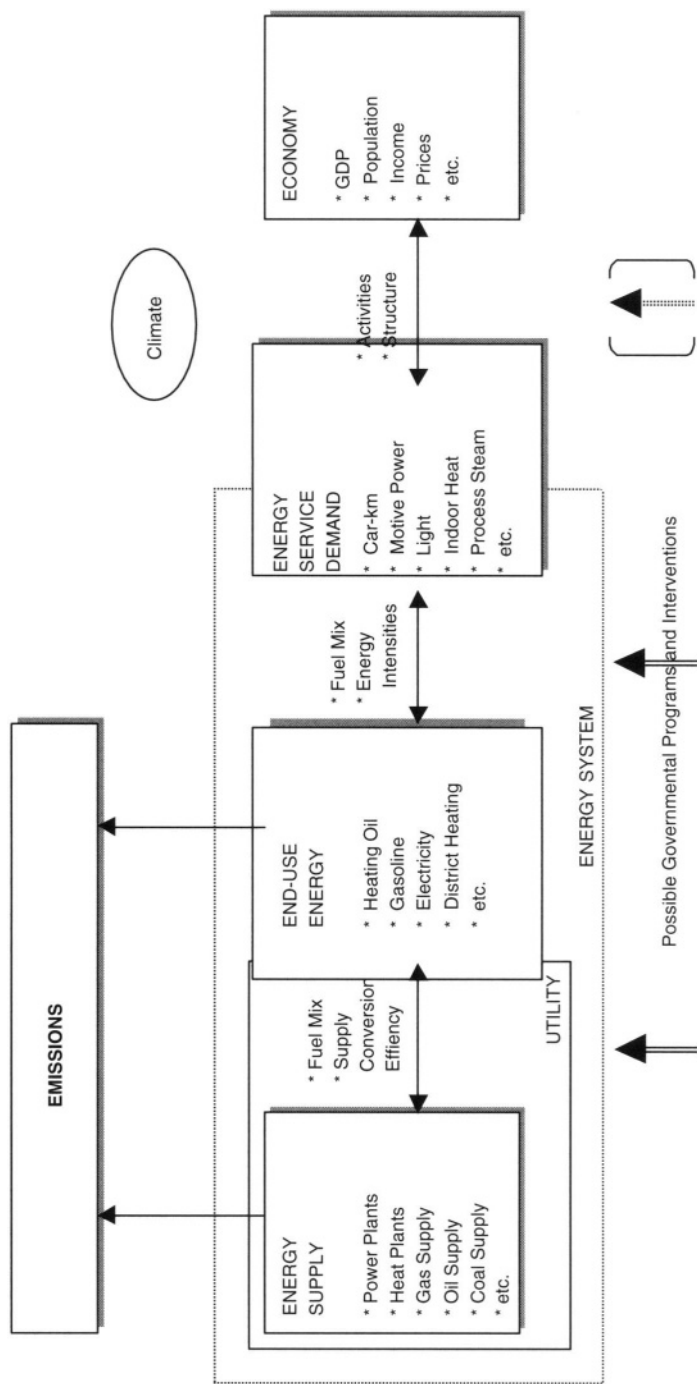 EMISSIONS
Climate
ENERGY
SUPPLY
* Power Plants
* Heat Plants
* Gas Supply
* Oil Supply
* Coal Supply
* etc.
* Fuel Mix
* Supply
Conversion
Effiency
UTILITY
END-USE
ENERGY
* Heating Oil
* Gasoline
* Electricity
* District Heating
* etc.
* Fuel Mix
* Energy
Intensities
ENERGY
SERVICE
DEMAND
* Car-km
* Motive Power
* Light
* Indoor Heat
* Process Steam
* etc.
* Activities
* Structure
ECONOMY
* GDP
* Population
* Income
* Prices
* etc.
ENERGY SYSTEM
Possible Governmental Programs and Interventions